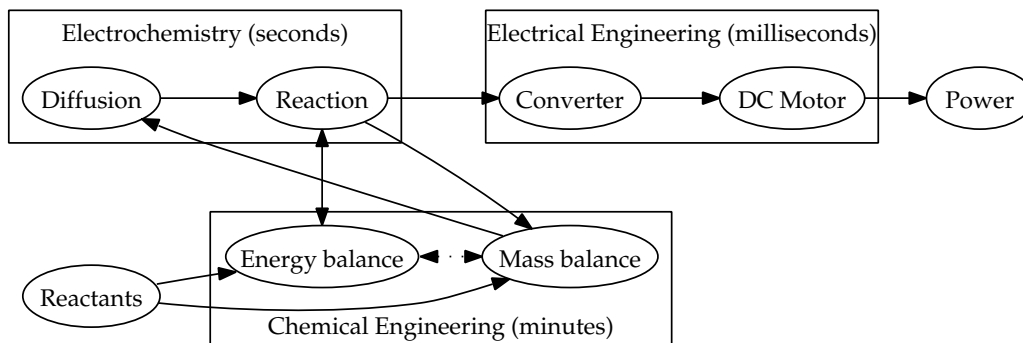 Electrochemistry (seconds)
Electrical Engineering (milliseconds)
Diffusion
Reaction
Converter
DC Motor
Power
Energy balance
Mass balance
Reactants
Chemical Engineering (minutes)